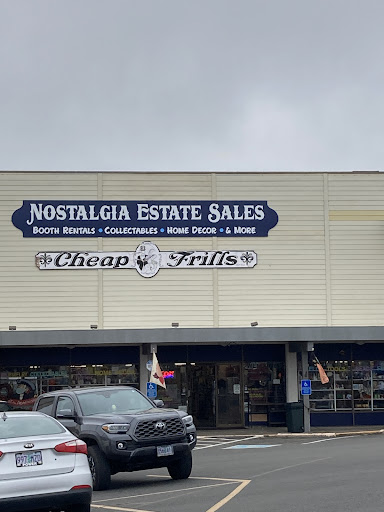 NOSTALGIA ESTATE SALES
BOOTH RENTALS • COLLECTABLES • HOME DECOR • & MORE
Cheap Frills